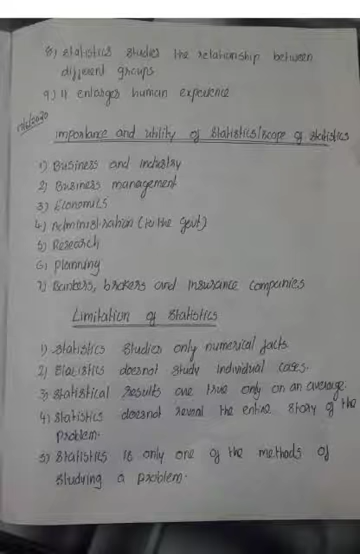 8) statistics studies the relationship between
different groups
9) It enlarges human experience
Importance and utility of statistics/scope of statistics
1) Business and industry
2) Business management
3) Economics
4) Administration (to the govt)
5) Research
6) planning
7) Bankers, brokers and Insurance companies
Limitation of statistics
1) statistics studies only numerical facts.
2) Statistics doesnot study individual cases.
3) statistical results are true only on an average.
4) statistics doesnot reveal the entire story of the
problem.
5) statistics is only one of the methods of
studying a problem.